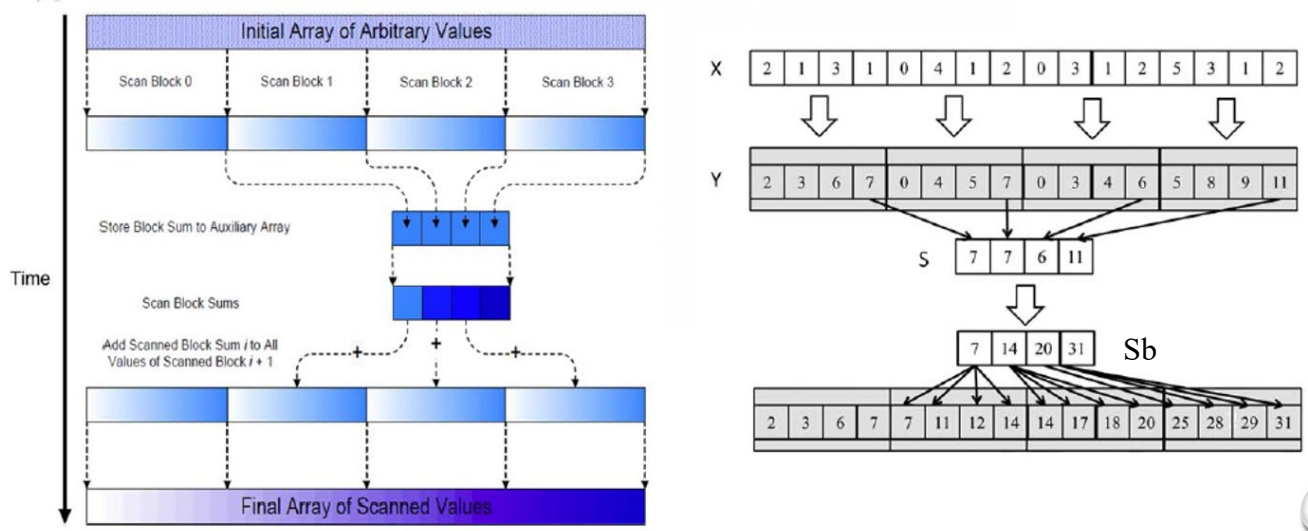 Initial Array of Arbitrary Values
Scan Block 0 Scan Block 1 Scan Block 2 Scan Block 3
Store Block Sum to Auxiliary Array
Time
Scan Block Sums
Add Scanned Block Sum i to All
Values of Scanned Block i + 1
+ + +
Final Array of Scanned Values
X 2 1 3 1 0 4 1 2 0 3 1 2 5 3 1 2
Y 2 3 6 7 0 4 5 7 0 3 4 6 5 8 9 11
S 7 7 6 11
7 14 20 31 Sb
2 3 6 7 7 11 12 14 14 17 18 20 25 28 29 31